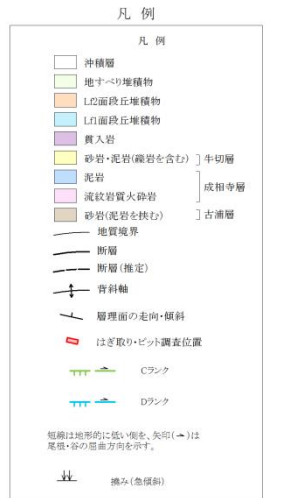 凡 例
凡 例
沖積層
地すべり堆積物
Lf2面段丘堆積物
Lf1面段丘堆積物
貫入岩
砂岩・泥岩(礫岩を含む) 牛切層
泥岩
成相寺層
流紋岩質火砕岩
砂岩(泥岩を挟む) 古浦層
地質境界
断層
断層(推定)
背斜軸
層理面の走向・傾斜
はぎ取り・ピット調査位置
Cランク
Dランク
短線は地形的に低い側を、矢印(→)は
尾根・谷の屈曲方向を示す。
撓み(急傾斜)